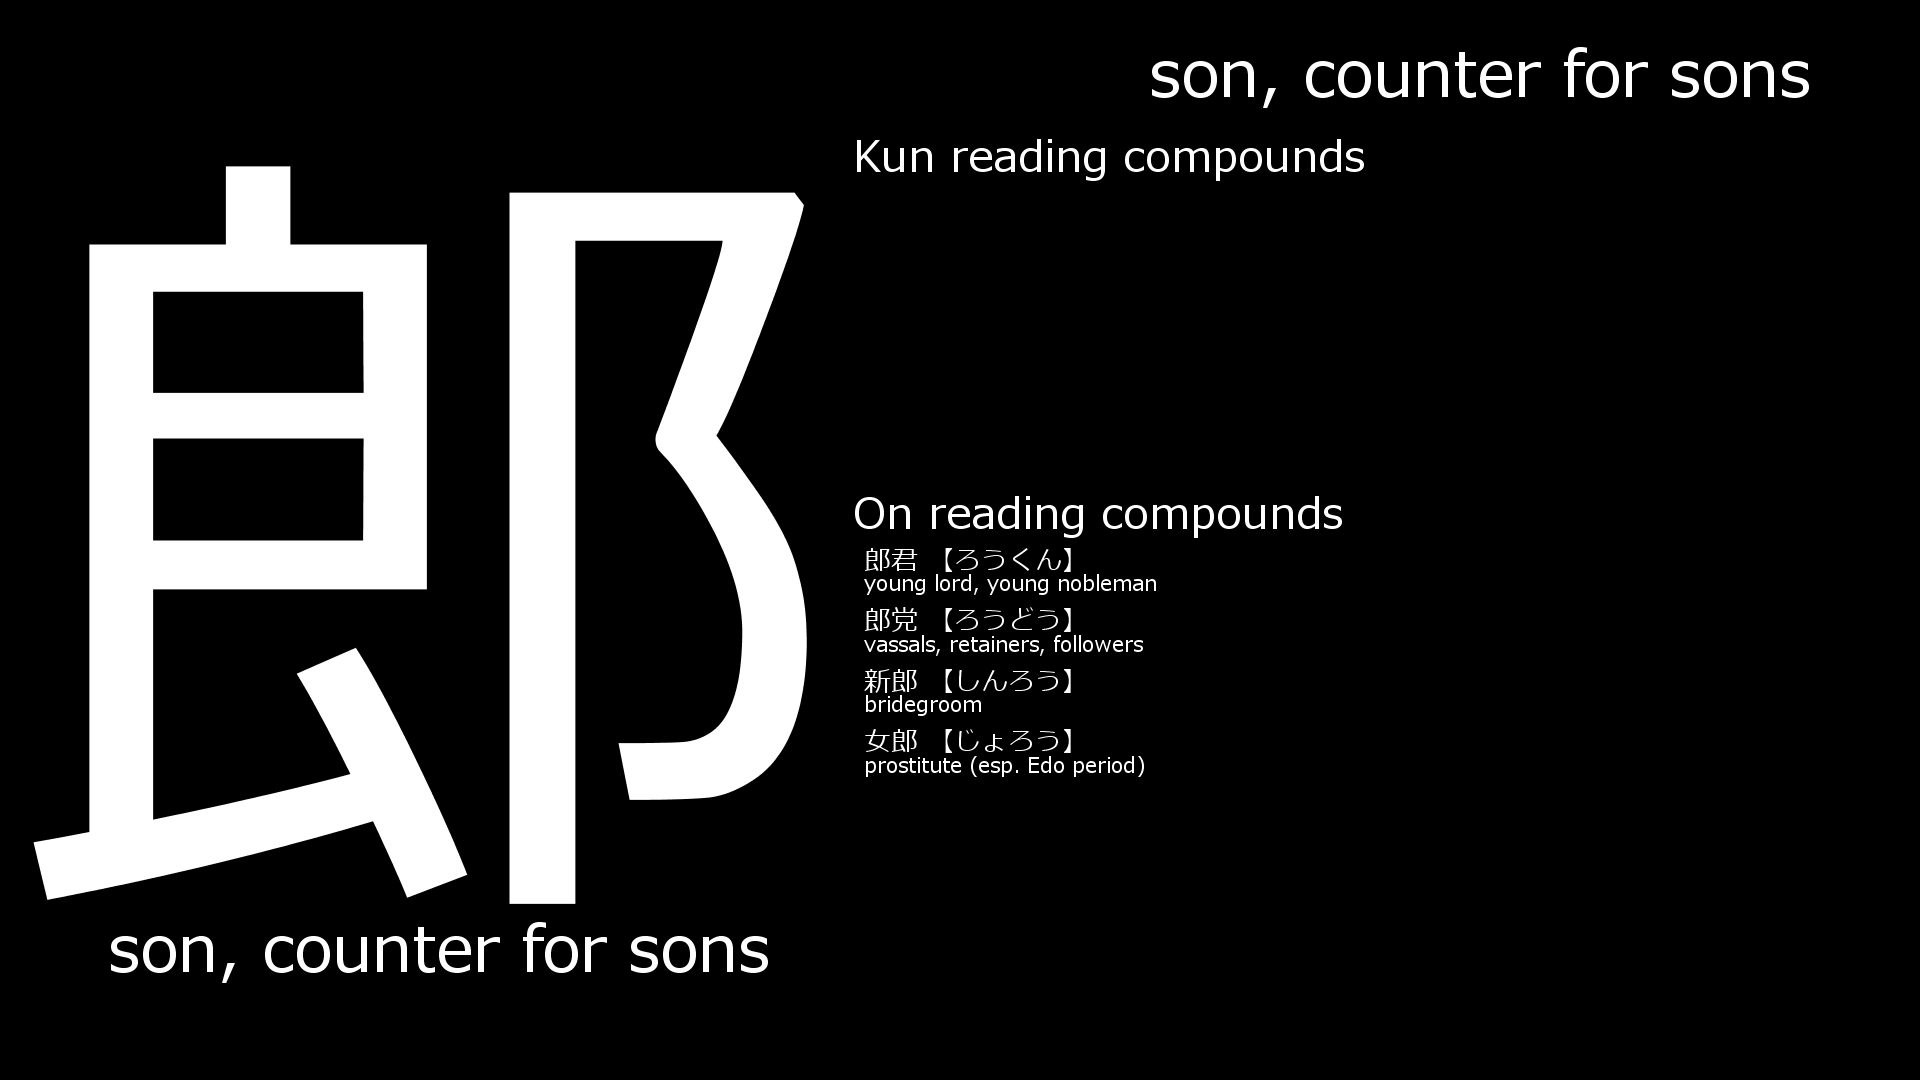 郎
son, counter for sons
son, counter for sons
Kun reading compounds
On reading compounds
郎君 【ろうくん】
young lord, young nobleman
郎党 【ろうどう】
vassals, retainers, followers
新郎 【しんろう】
bridegroom
女郎 【じょろう】
prostitute (esp. Edo period)